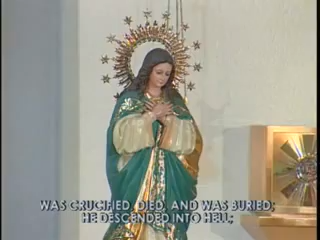 WAS CRUCIFIED, DIED, AND WAS BURIED;
HE DESCENDED INTO HELL;